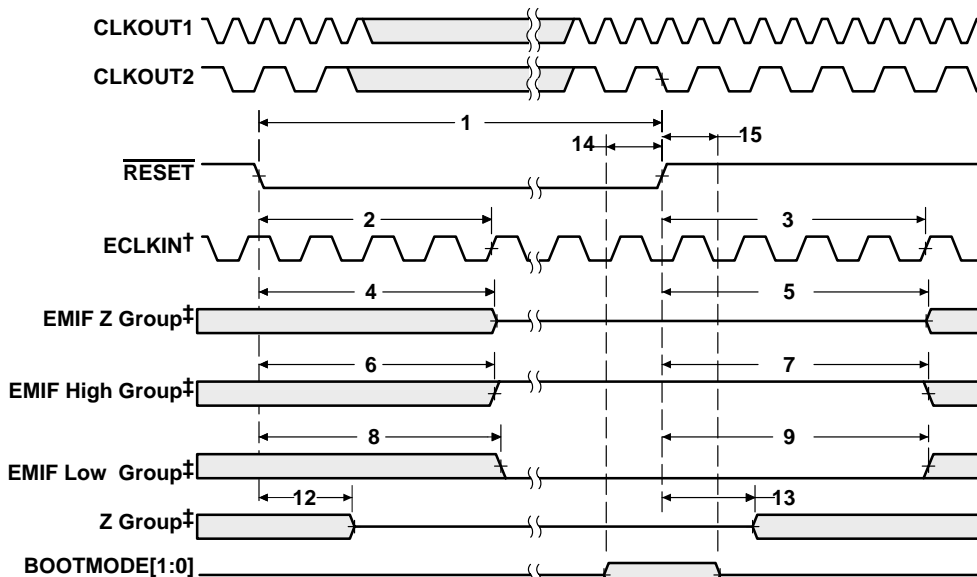 CLKOUT1
CLKOUT2
1
14
15
RESET
2
3
ECLKIN†
4
5
EMIF Z Group‡
6
7
EMIF High Group‡
8
9
EMIF Low Group‡
12
13
Z Group‡
BOOTMODE[1:0]